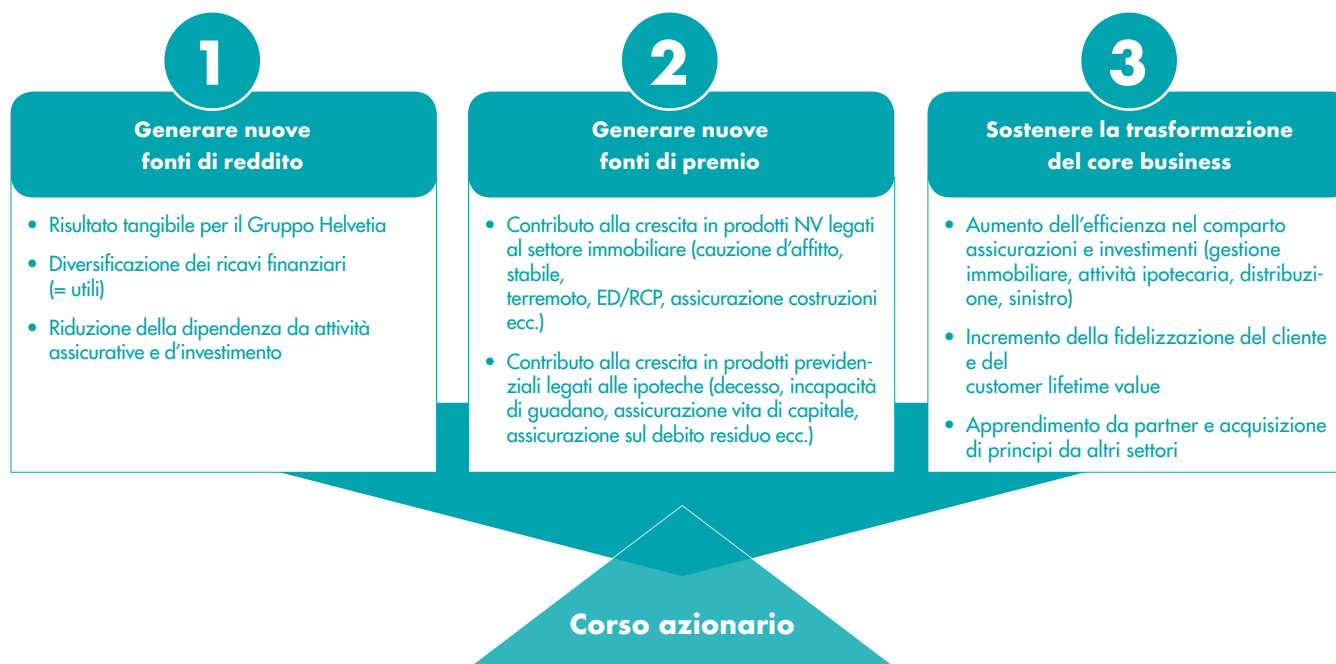 1
Generare nuove
fonti di reddito
• Risultato tangibile per il Gruppo Helvetia
• Diversificazione dei ricavi finanziari
(= utili)
• Riduzione della dipendenza da attività
assicurative e d’investimento
2
Generare nuove
fonti di premio
• Contributo alla crescita in prodotti NV legati
al settore immobiliare (cauzione d’affitto,
stabile,
terremoto, ED/RCP, assicurazione costruzioni
ecc.)
• Contributo alla crescita in prodotti previden-
ziali legati alle ipoteche (decesso, incapacità
di guadano, assicurazione vita di capitale,
assicurazione sul debito residuo ecc.)
3
Sostenere la trasformazione
del core business
• Aumento dell’efficienza nel comparto
assicurazioni e investimenti (gestione
immobiliare, attività ipotecaria, distribuzi-
one, sinistro)
• Incremento della fidelizzazione del cliente
e del
customer lifetime value
• Apprendimento da partner e acquisizione
di principi da altri settori
Corso azionario